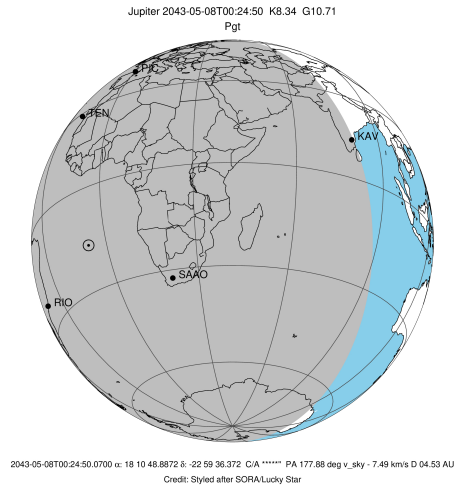 Jupiter 2043-05-08T00:24:50 K8.34 G10.71
Pgt
TEN
KAV
SAAO
RIO
2043-05-08T00:24:50.0700 α: 18 10 48.8872 δ: -22 59 36.372 C/A *****" PA 177.88 deg v_sky - 7.49 km/s D 04.53 AU
Credit: Styled after SORA/Lucky Star